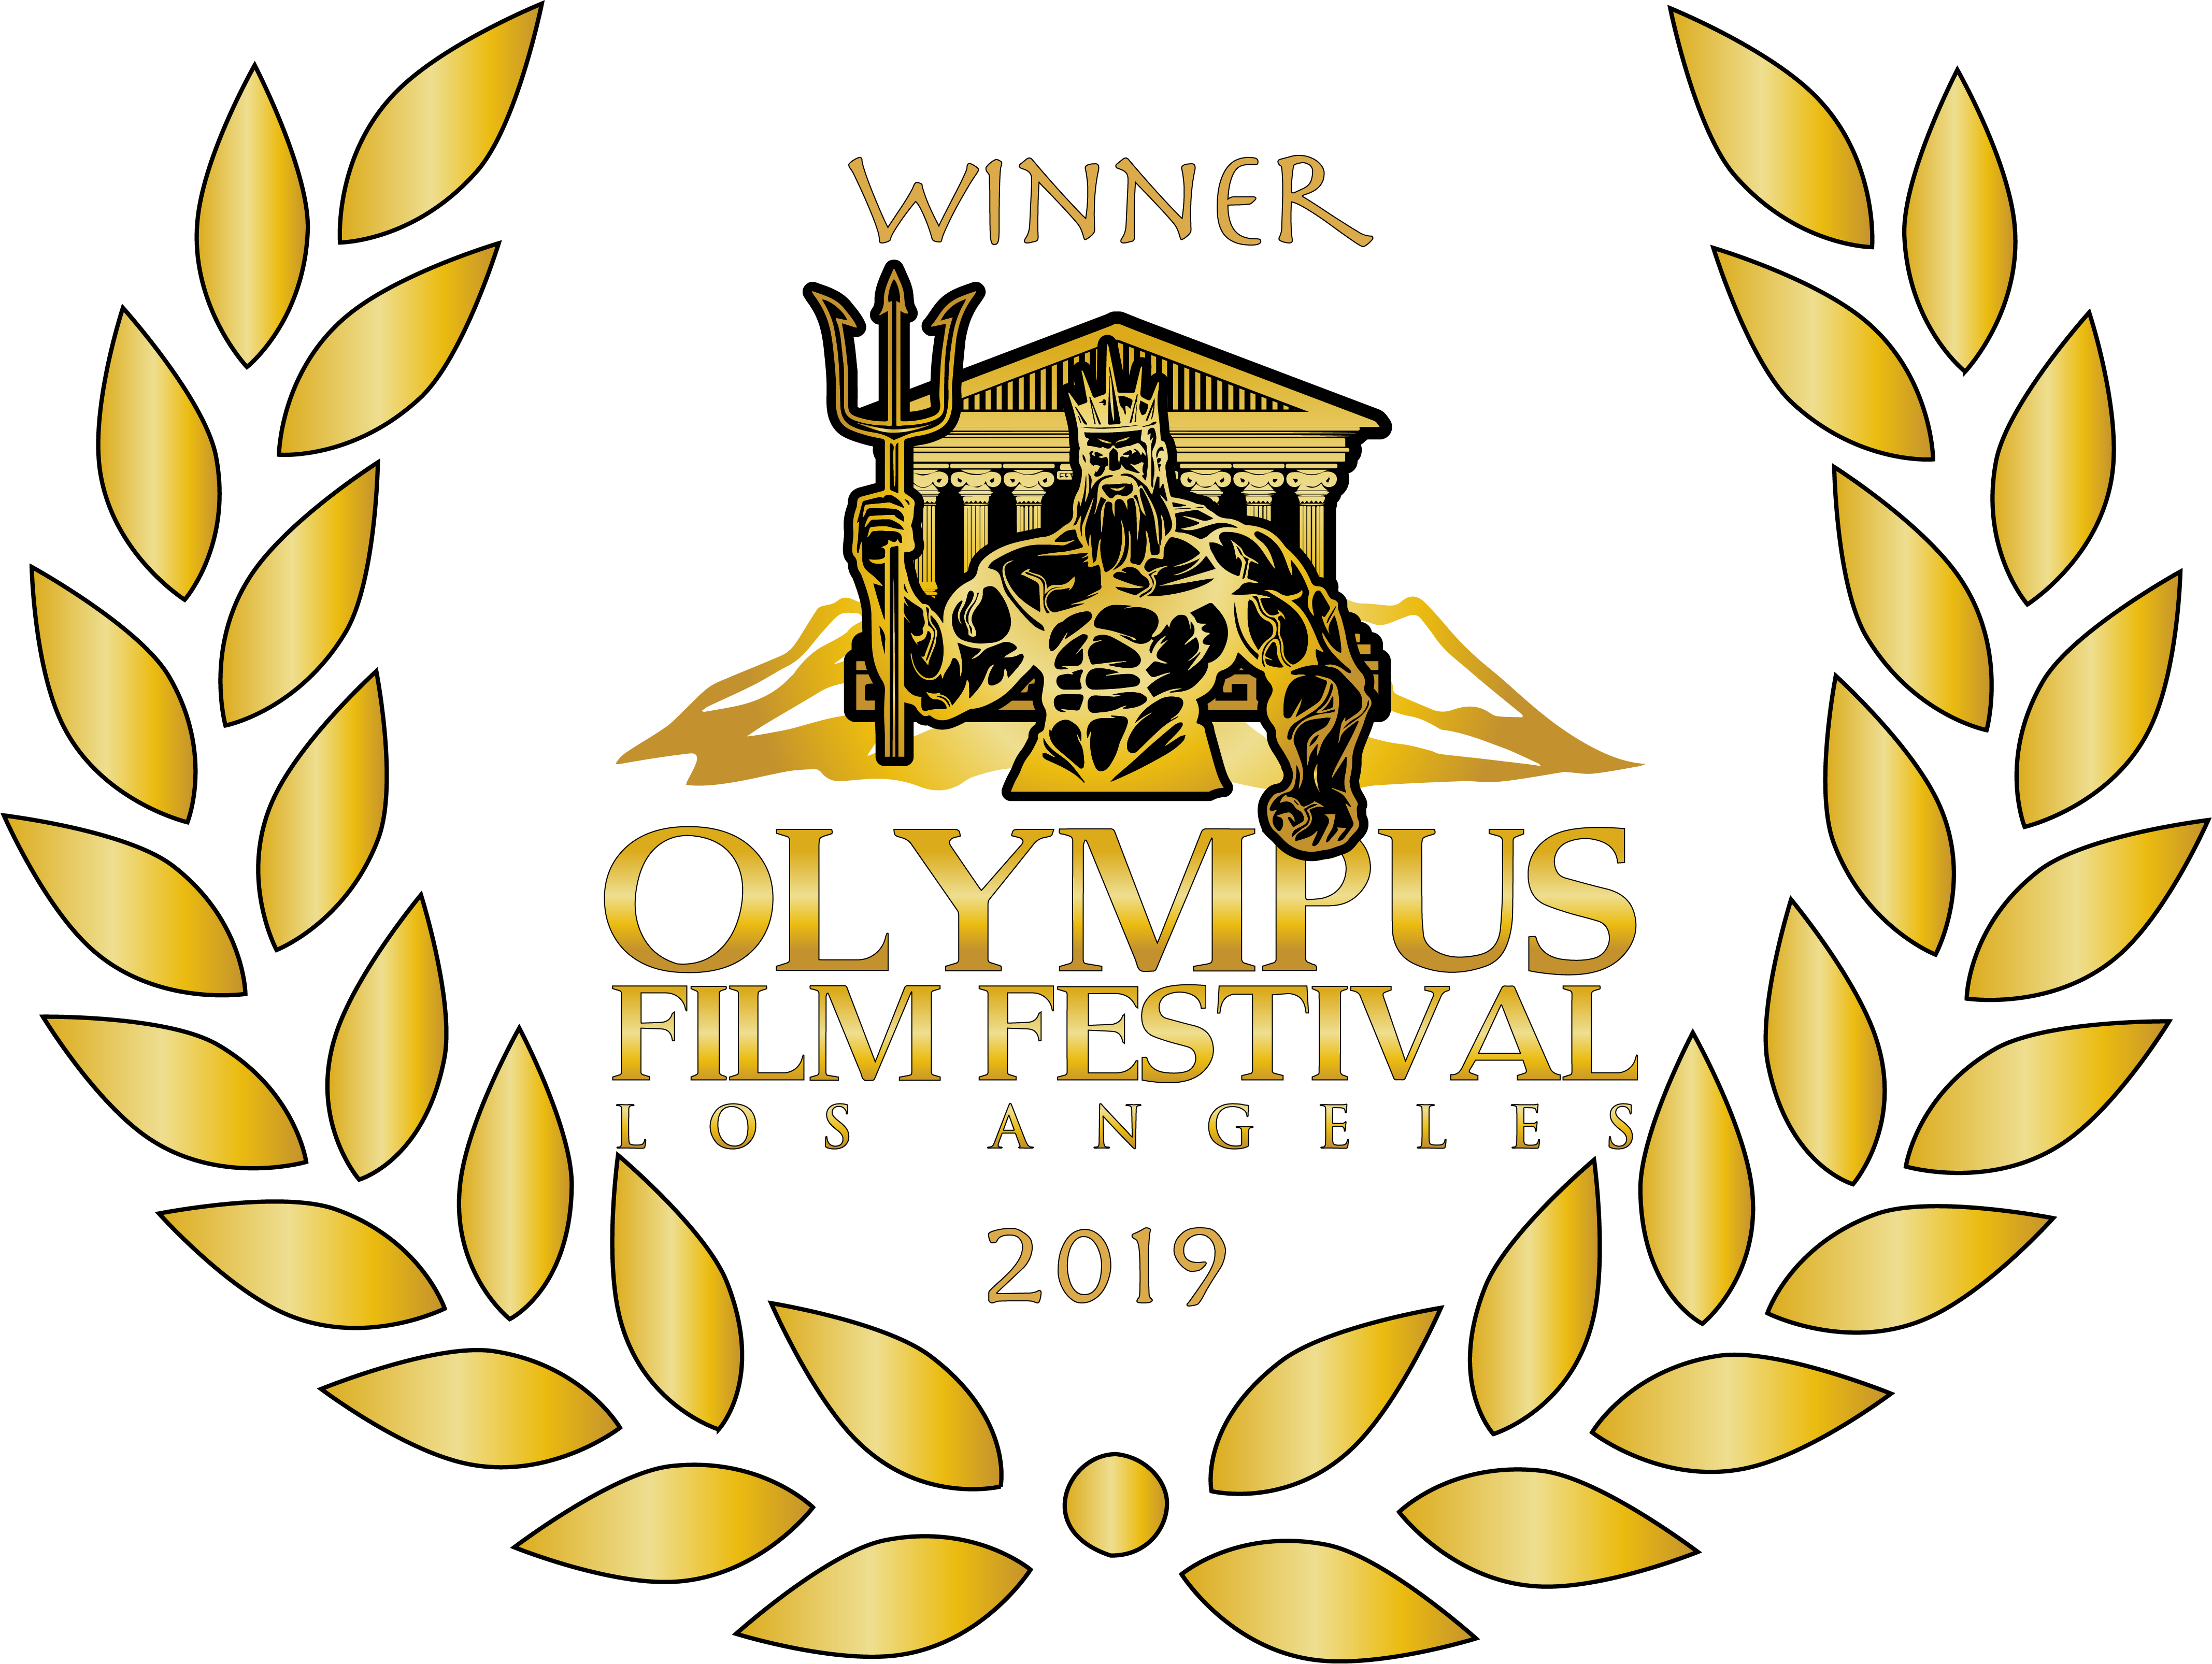 WINNER
OLYMPUS
FILM FESTIVAL
LOS ANGELES
2019